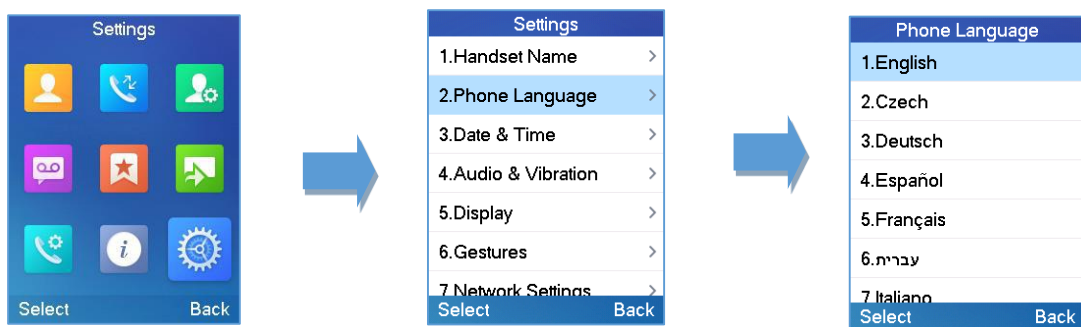 Settings
Select Back
Settings
1.Handset Name
2.Phone Language
3.Date & Time
4.Audio & Vibration
5.Display
6.Gestures
7.Network Settings
Select Back
Phone Language
1.English
2.Czech
3.Deutsch
4.Español
5.Français
6.עברית
7.Italiano
Select Back